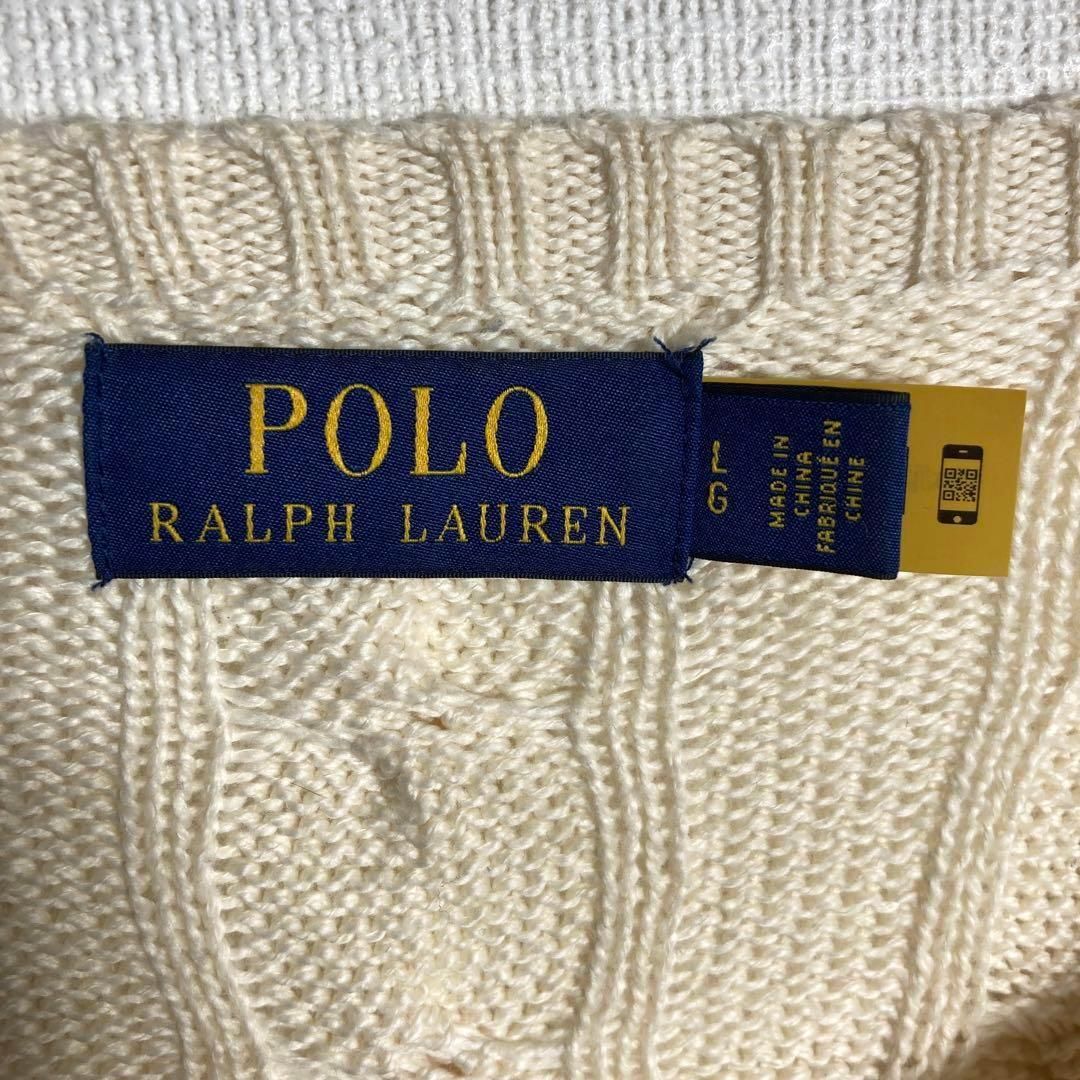 POLO
RALPH LAUREN
L
G
MADE IN
CHINA
FABRIQUÉ EN
CHINE